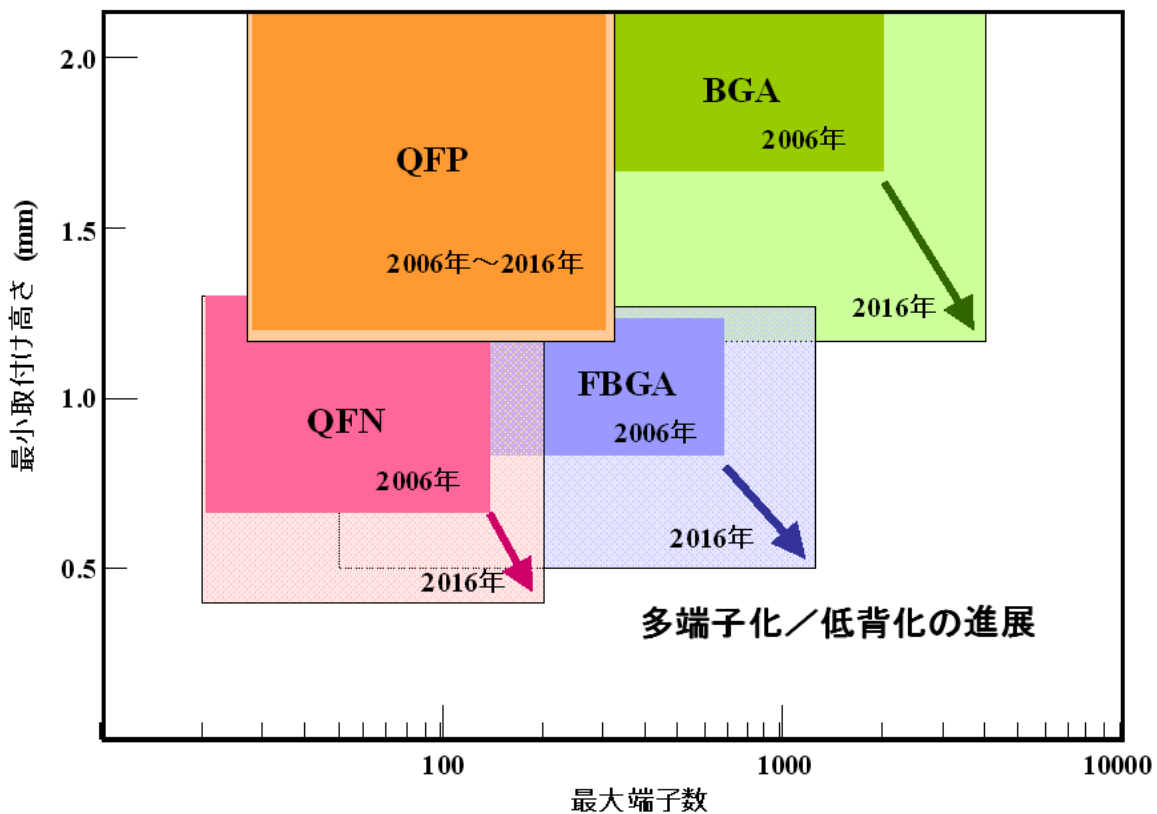 2.0
1.5
1.0
0.5
最小取付け高さ (mm)
QFP
2006年～2016年
BGA
2006年
2016年
QFN
2006年
2016年
FBGA
2006年
2016年
多端子化／低背化の進展
100
1000
10000
最大端子数